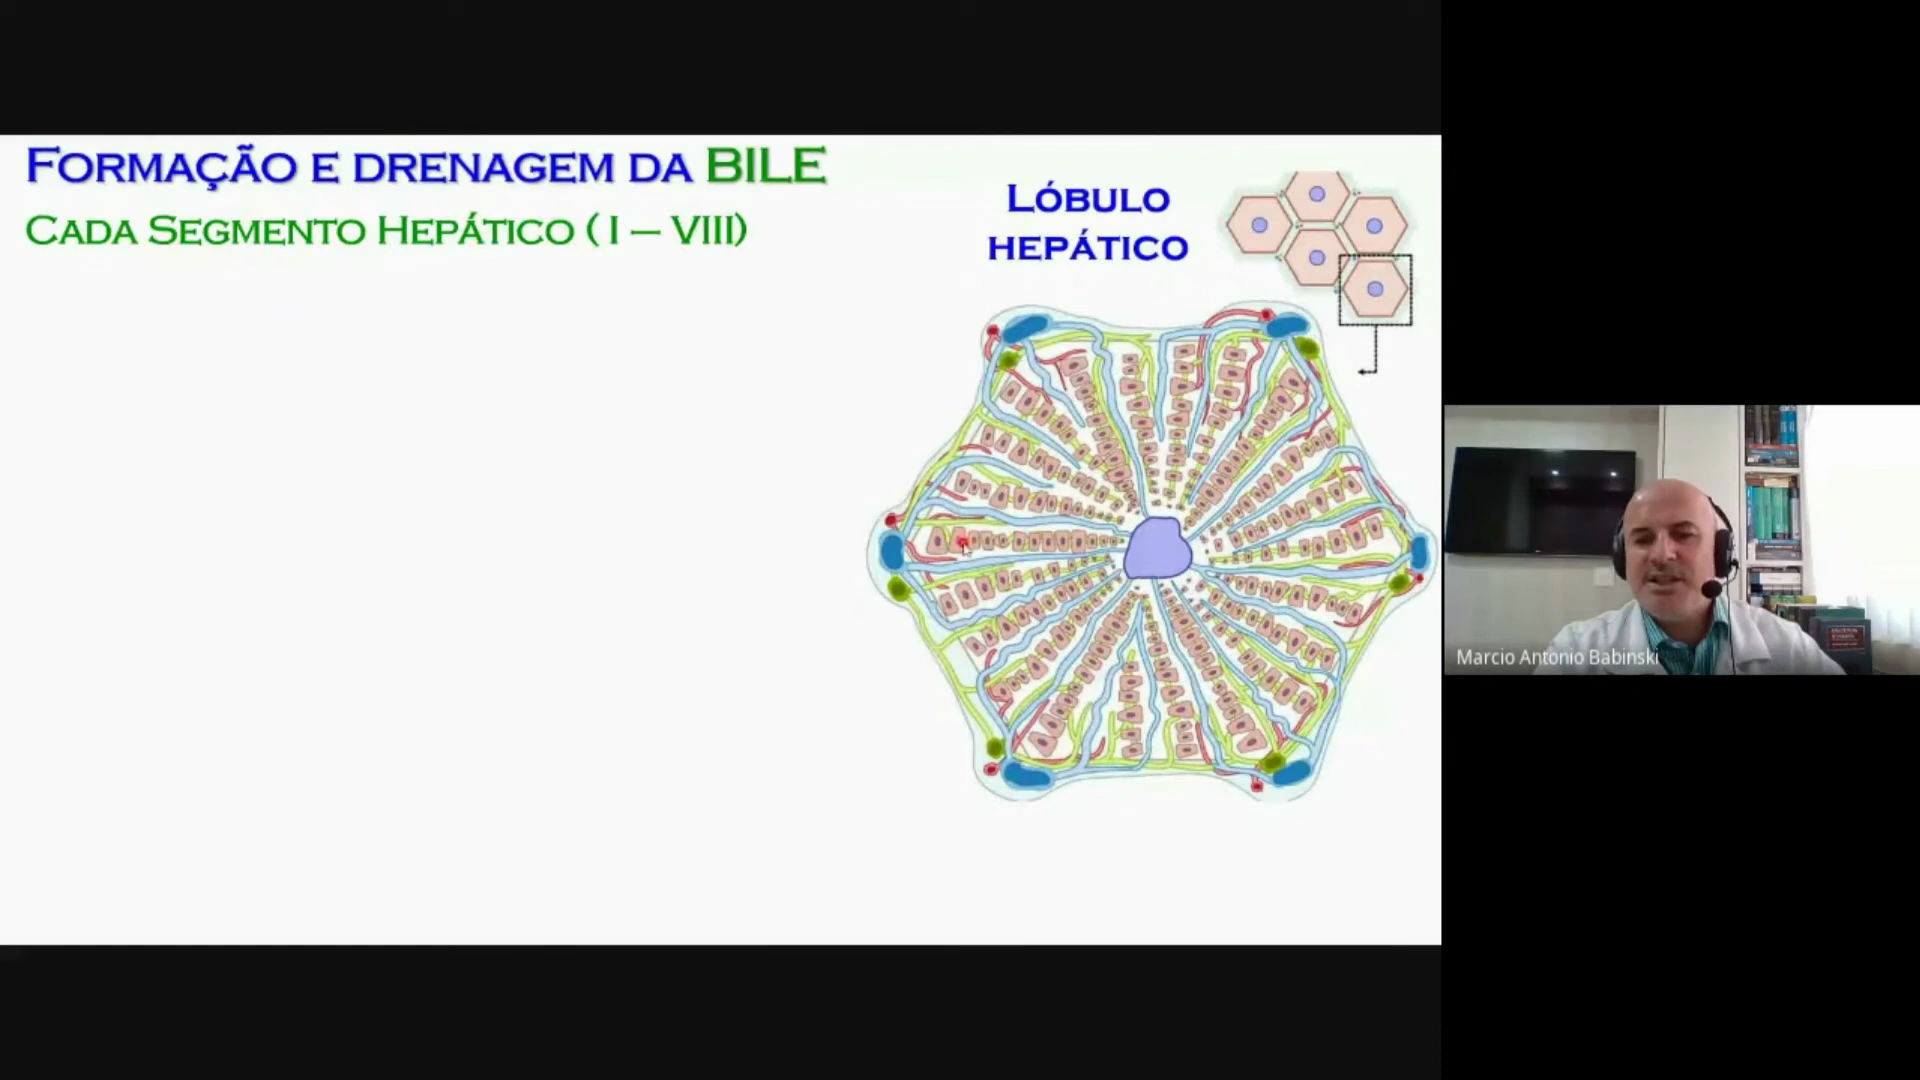 FORMAÇÃO E DRENAGEM DA BILE
CADA SEGMENTO HEPÁTICO ( I – VIII)
LÓBULO
HEPÁTICO
Marcio Antonio Babinski